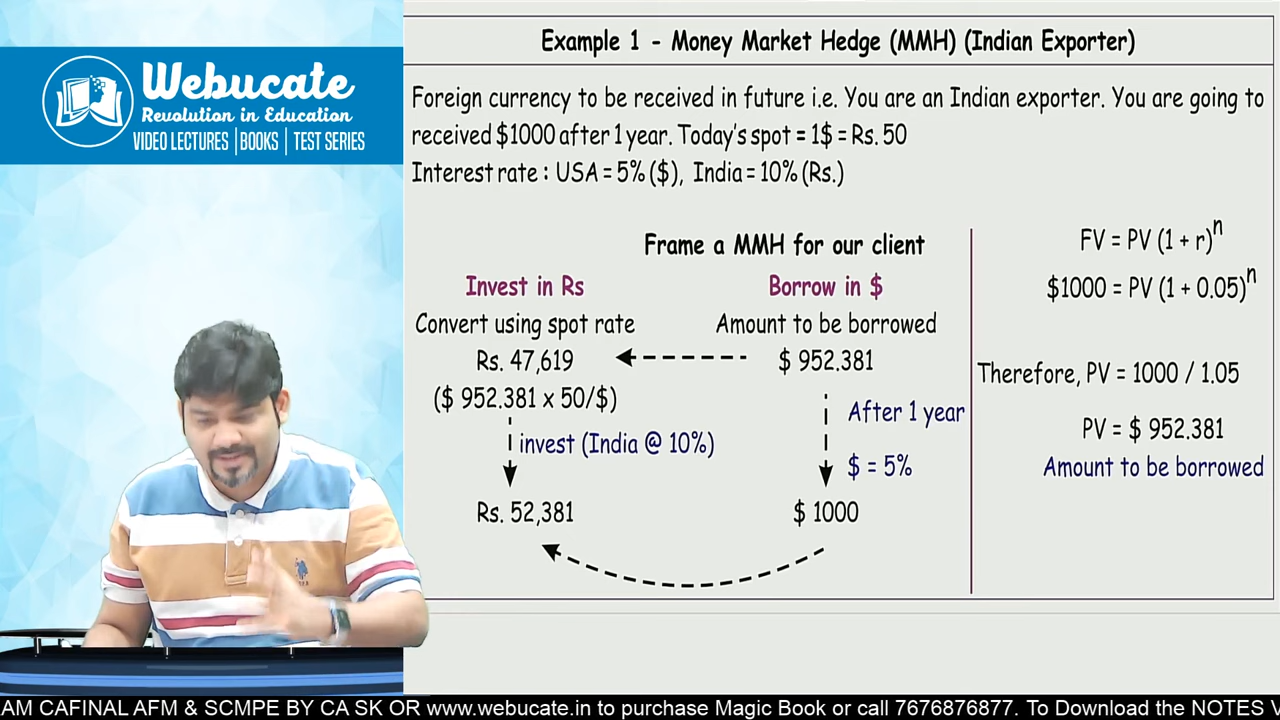 Webucate
Revolution in Education
VIDEO LECTURES | BOOKS | TEST SERIES
Example 1 - Money Market Hedge (MMH) (Indian Exporter)
Foreign currency to be received in future i.e. You are an Indian exporter. You are going to
received $1000 after 1 year. Today's spot = 1$ = Rs. 50
Interest rate : USA = 5% ($), India = 10% (Rs.)
Frame a MMH for our client
Invest in Rs
Borrow in $
Convert using spot rate
Amount to be borrowed
Rs. 47,619
$ 952.381
($ 952.381 x 50/$)
After 1 year
invest (India @ 10%)
$ = 5%
Rs. 52,381
$ 1000
FV = PV (1 + r)ⁿ
$1000 = PV (1 + 0.05)ⁿ
Therefore, PV = 1000 / 1.05
PV = $ 952.381
Amount to be borrowed
AM CAFINAL AFM & SCMPE BY CA SK OR www.webucate.in to purchase Magic Book or call 7676876877. To Download the NOTES V